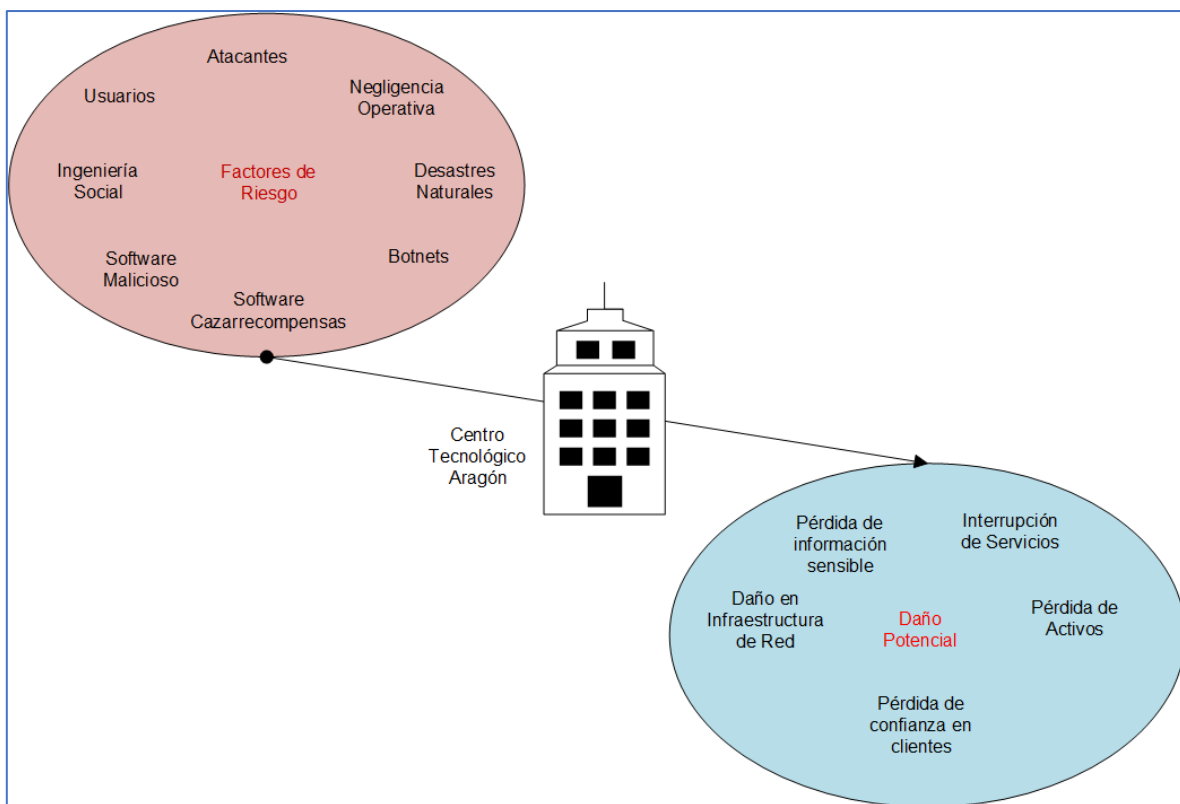 Atacantes
Usuarios
Negligencia
Operativa
Ingeniería
Social
Factores de
Riesgo
Desastres
Naturales
Software
Malicioso
Botnets
Software
Cazarrecompensas
Centro
Tecnológico
Aragón
Pérdida de
información
sensible
Interrupción
de Servicios
Daño en
Infraestructura
de Red
Daño
Potencial
Pérdida de
Activos
Pérdida de
confianza en
clientes